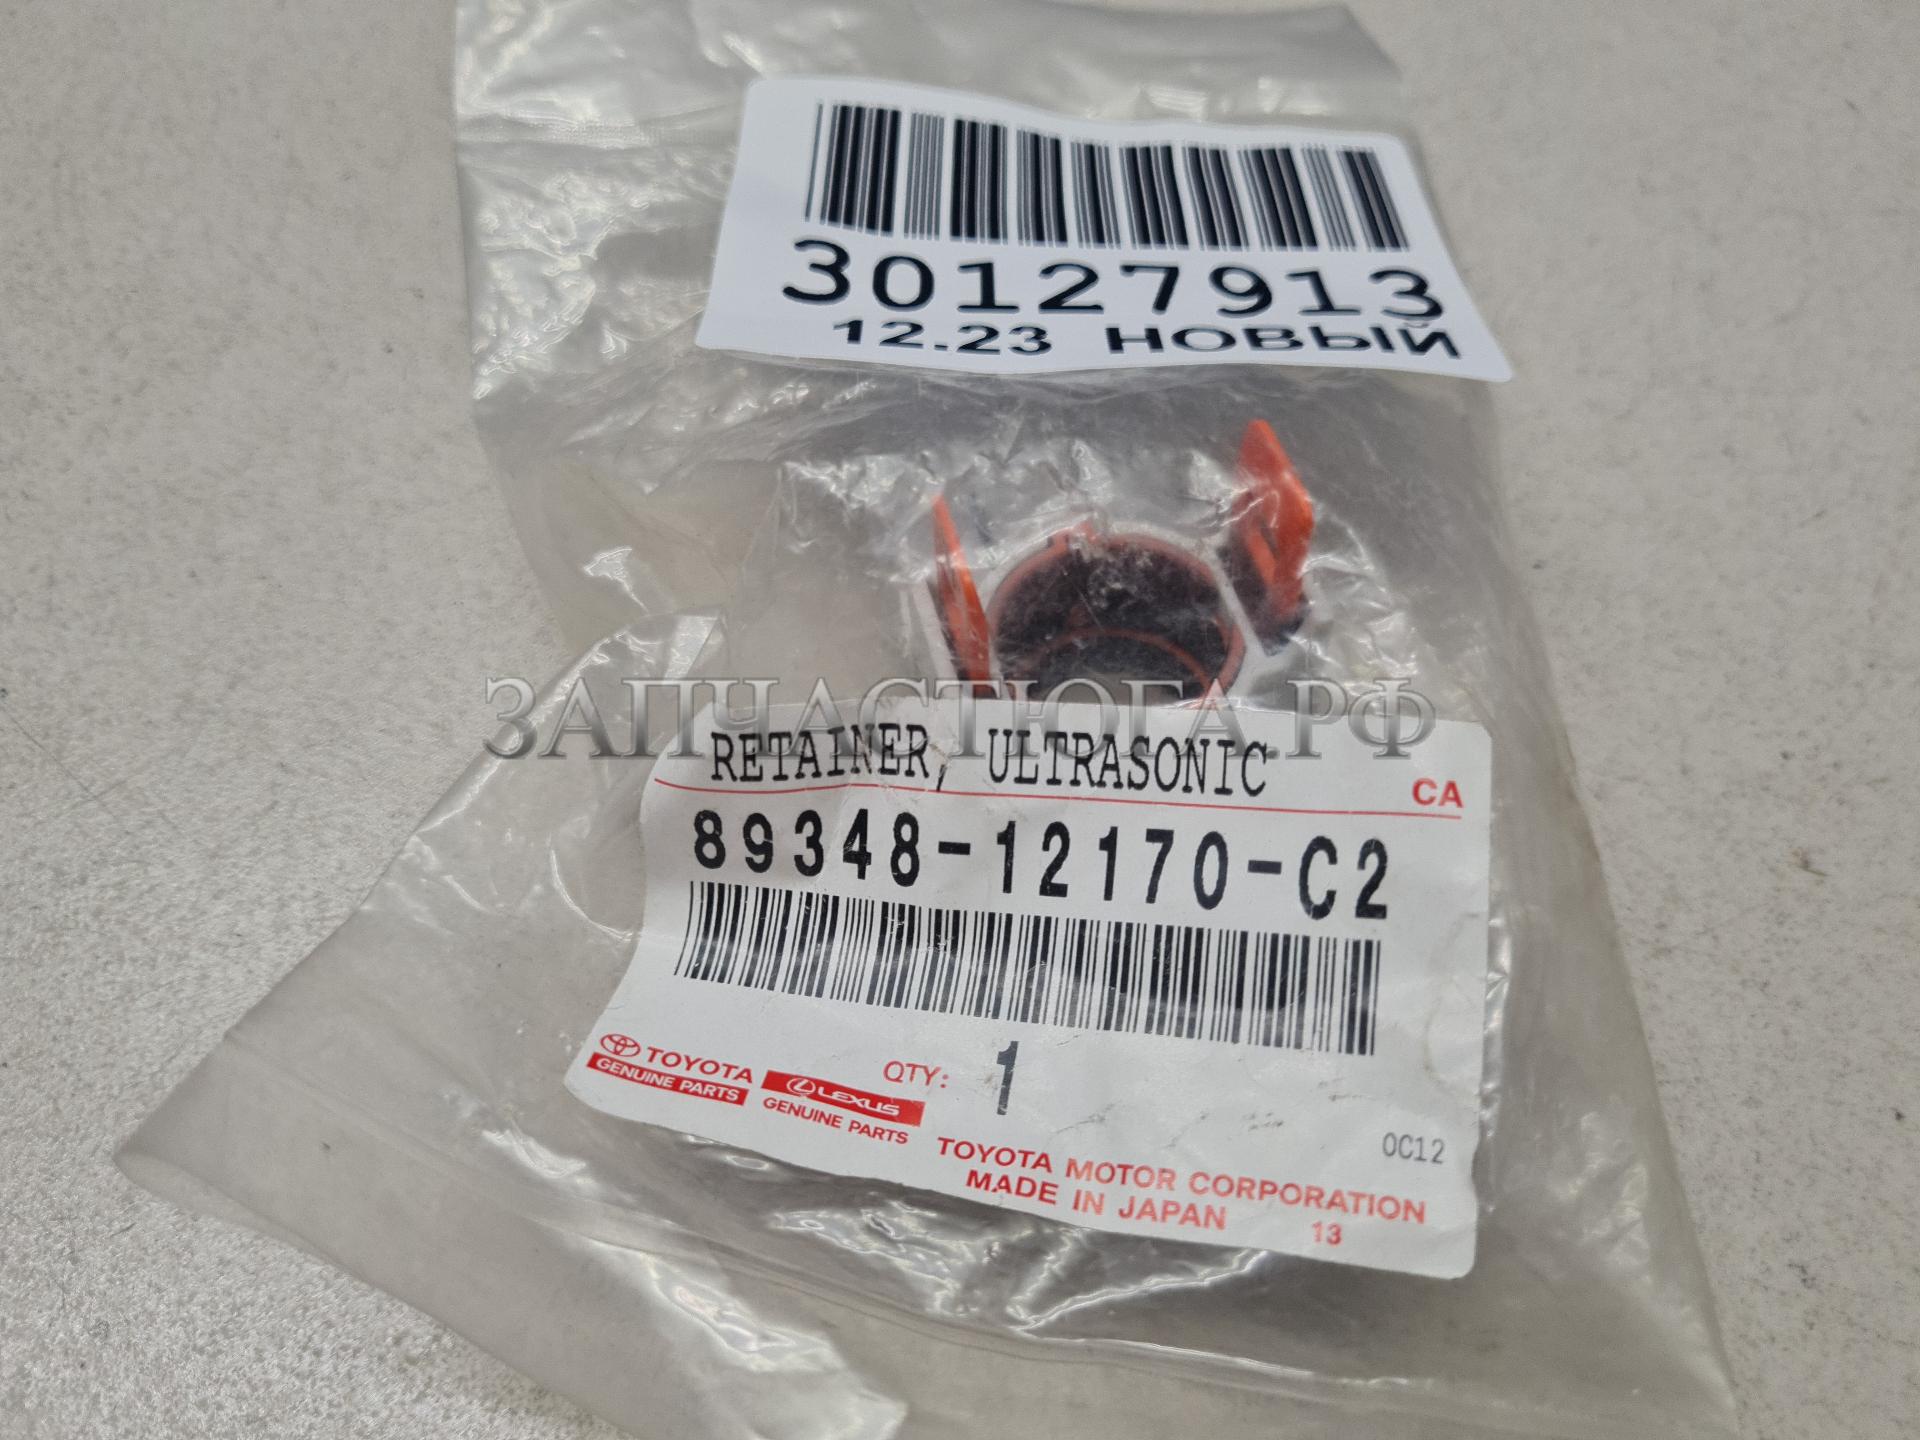 30127913
12.23 НОВЫЙ
ЗАПЧАСТЮГА.РФ
RETAINER, ULTRASONIC
CA
89348-12170-C2
TOYOTA
GENUINE PARTS
LEXUS
GENUINE PARTS
QTY: 1
0C12
TOYOTA MOTOR CORPORATION
MADE IN JAPAN 13